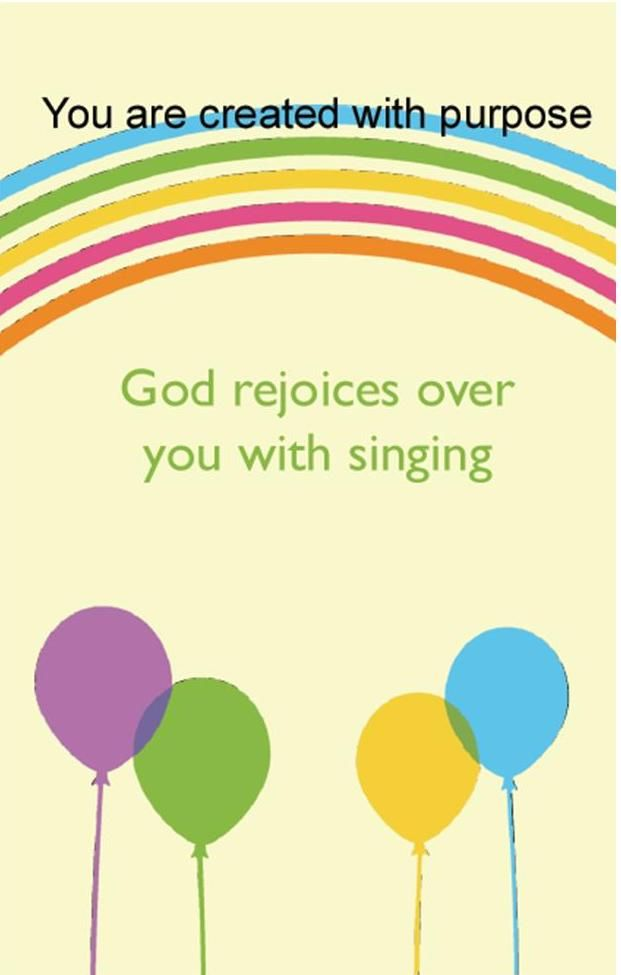 You are created with purpose
God rejoices over
you with singing